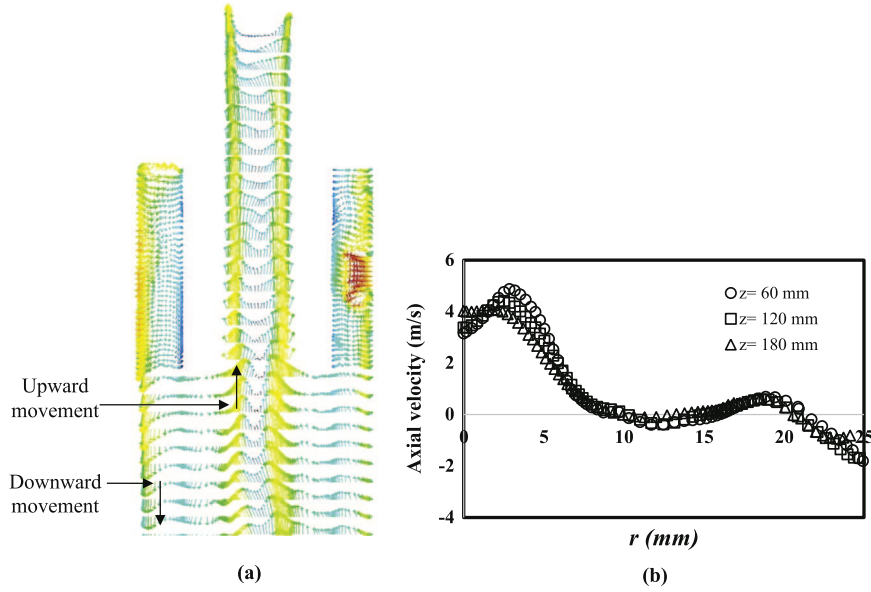 Upward
movement
Downward
movement
(a)
6
4
2
0
-2
-4
0
5
10
15
20
25
Axial velocity (m/s)
z= 60 mm
z= 120 mm
z= 180 mm
r (mm)
(b)